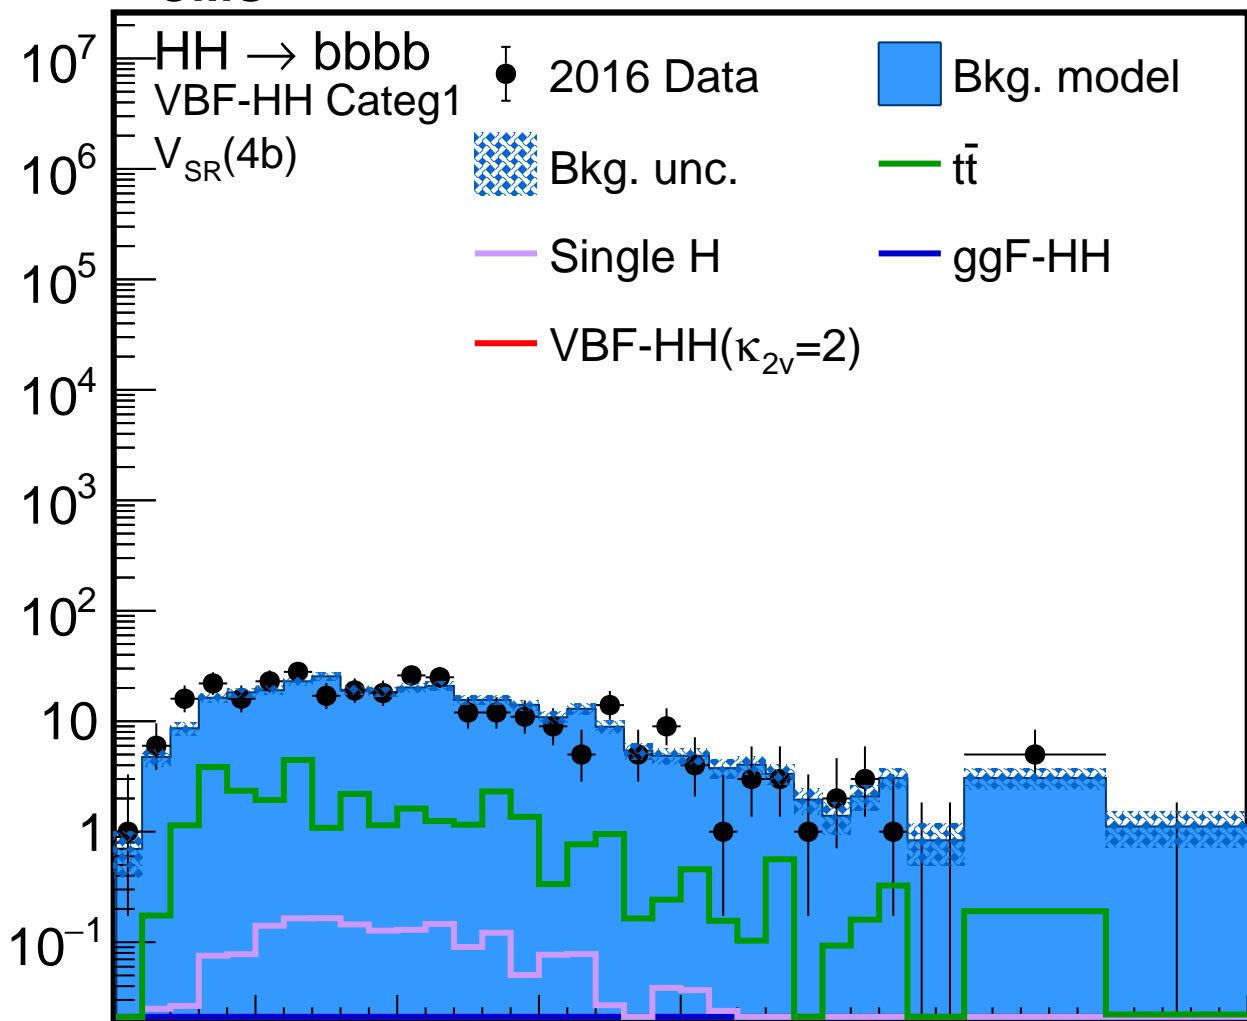 HH → bbbb
VBF-HH Categ1
V_SR(4b)
2016 Data
Bkg. model
Bkg. unc.
tt̄
Single H
ggF-HH
VBF-HH(κ_2v=2)
10^7
10^6
10^5
10^4
10^3
10^2
10
1
10^−1